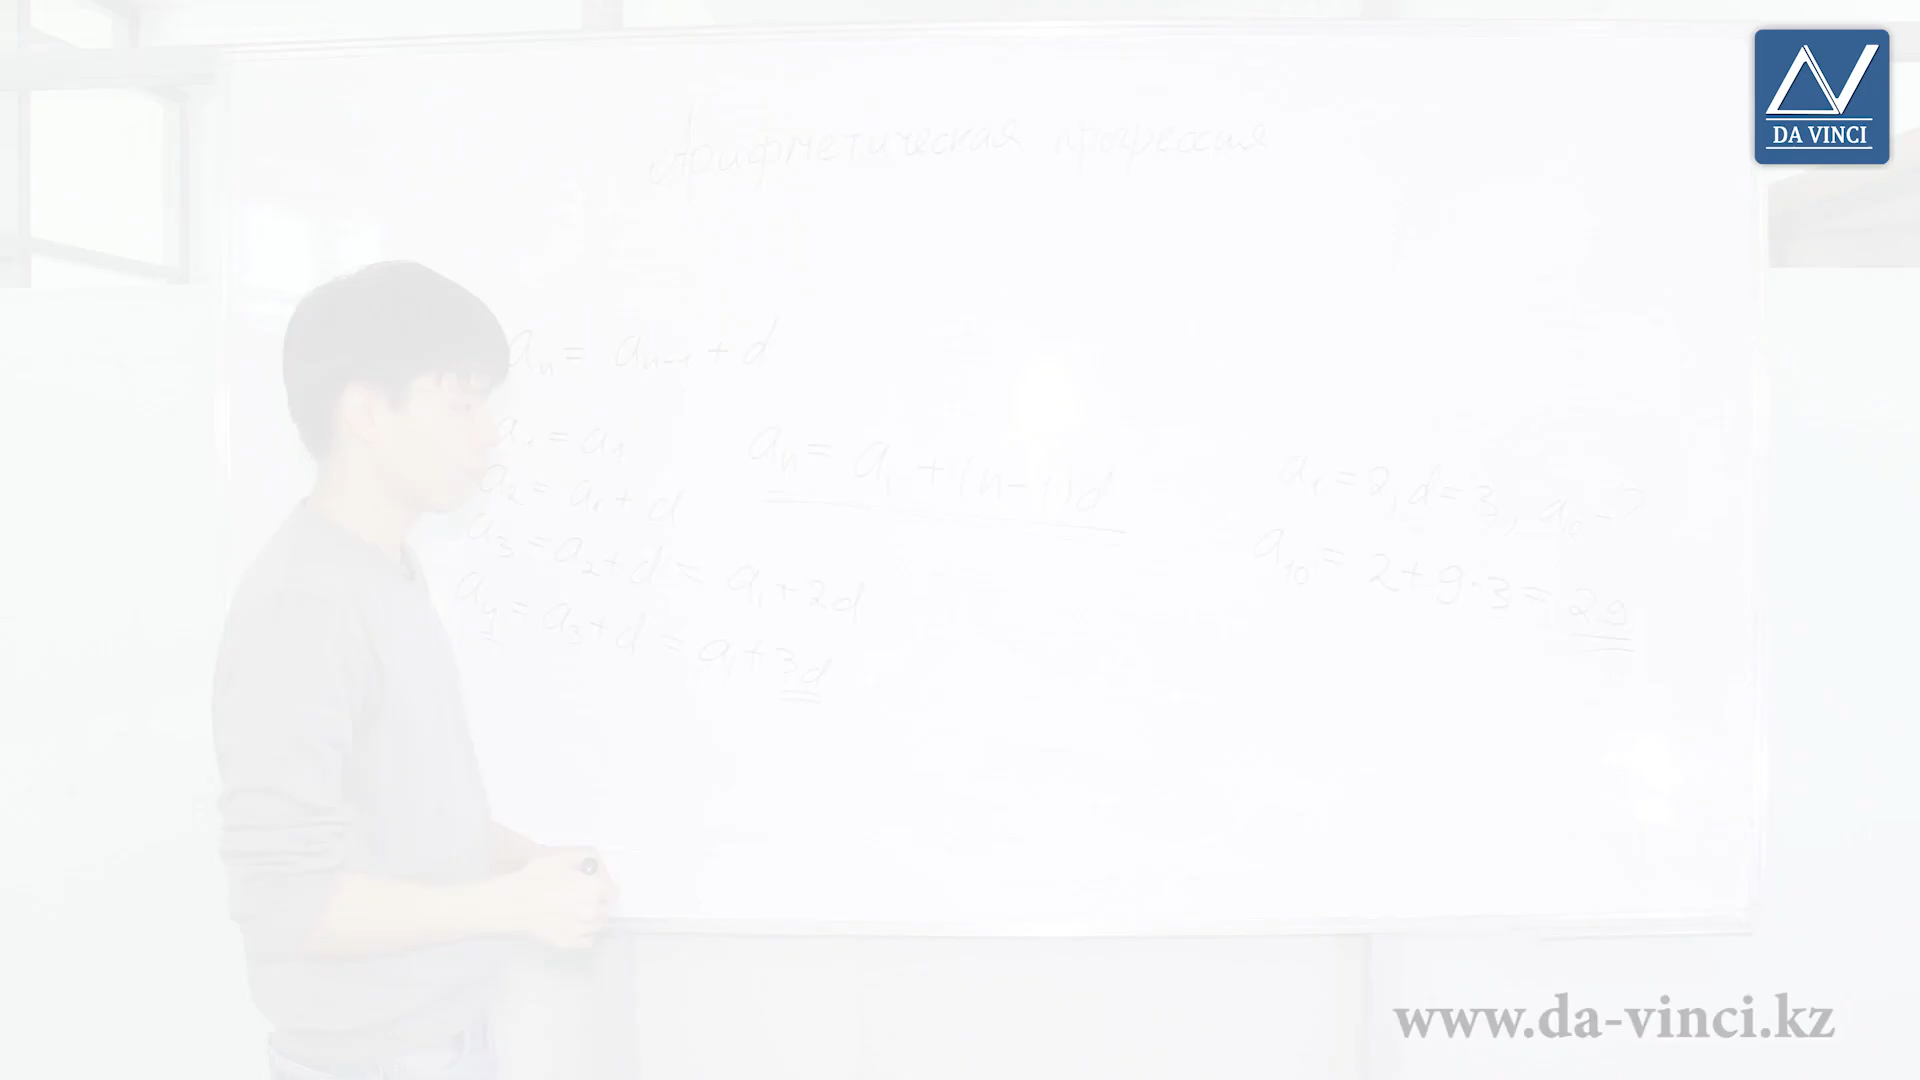 DA VINCI
арифметическая прогрессия
aₙ = aₙ₋₁ + d
a₁ = a₁
a₂ = a₁ + d
a₃ = a₂ + d = a₁ + 2d
a₄ = a₃ + d = a₁ + 3d
aₙ = a₁ + (n-1)d
a₁ = 2, d = 3, a₁₀ - ?
a₁₀ = 2 + 9·3 = 29
www.da-vinci.kz